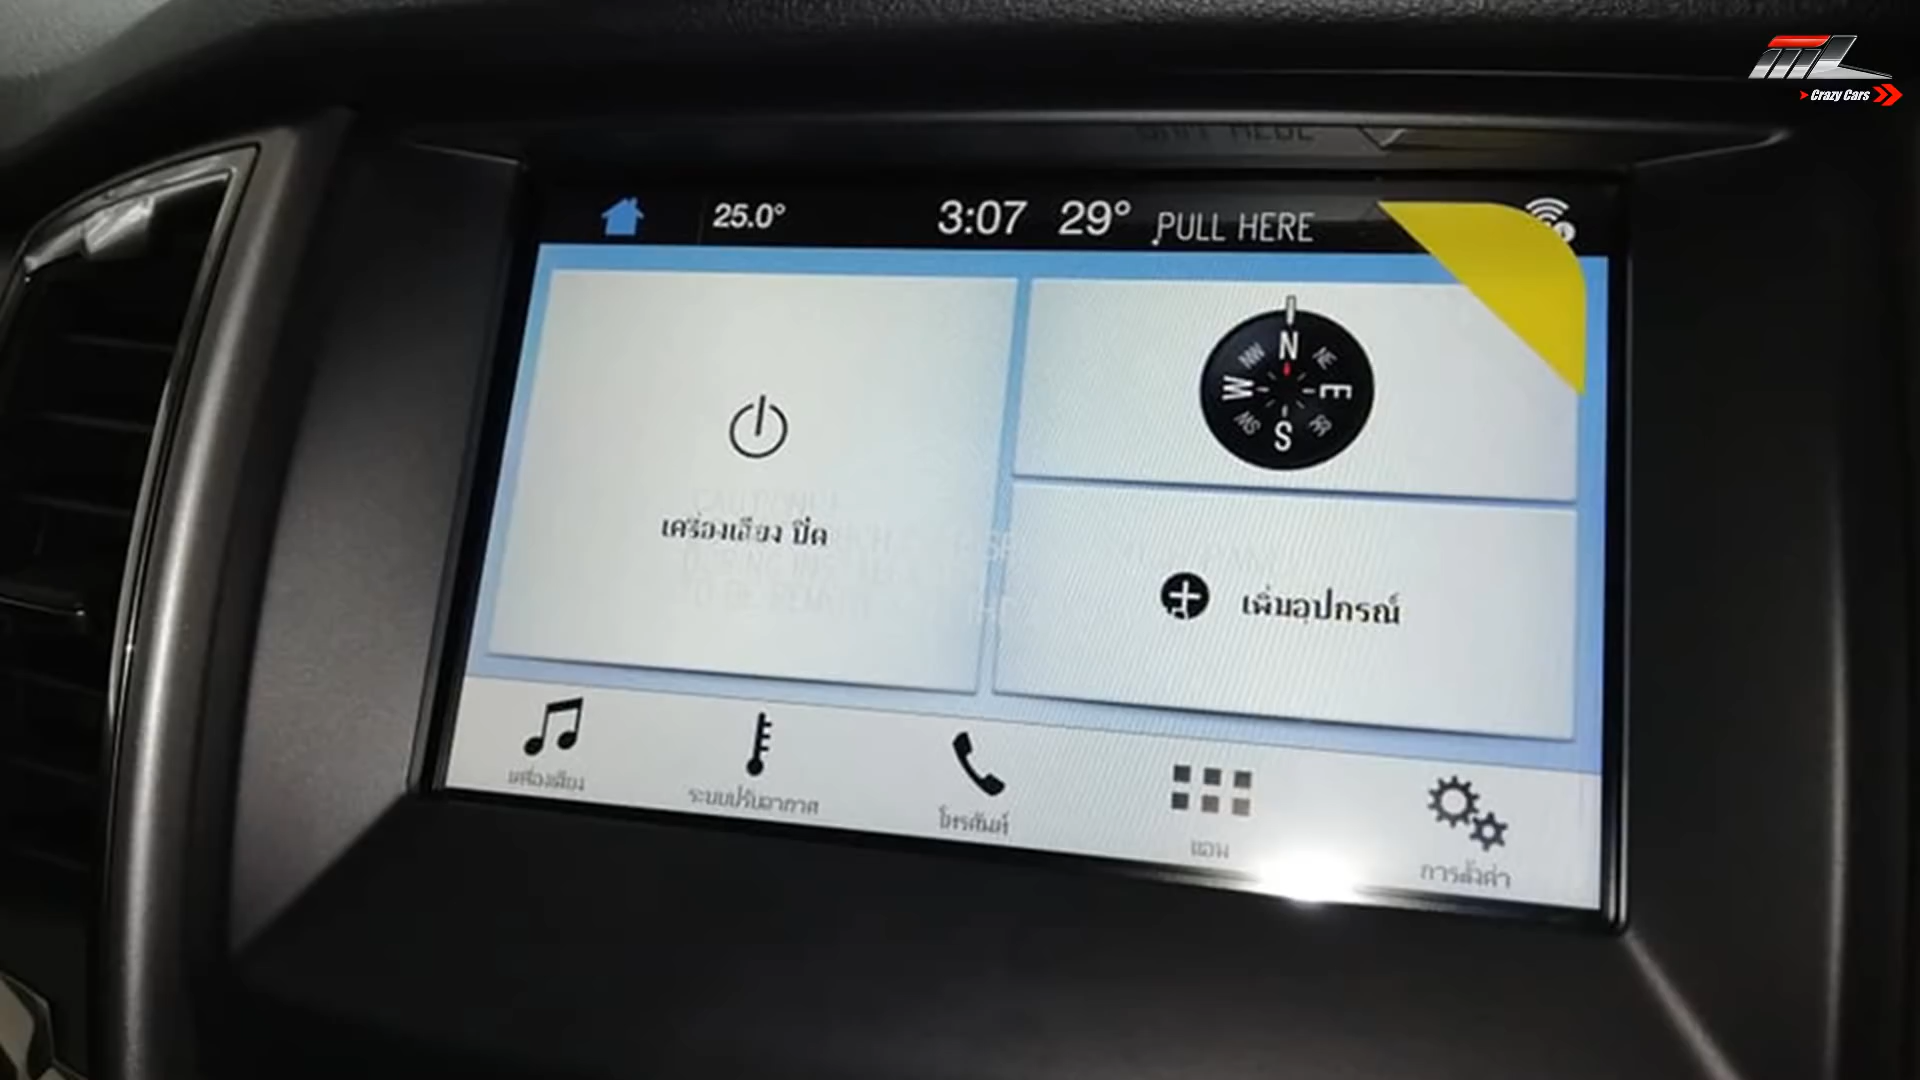 Crazy Cars
25.0° 3:07 29° PULL HERE
N
NW NE
W E
S
เครื่องเสียง ปิด
เพิ่มอุปกรณ์
เครื่องเสียง ระบบปรับอากาศ โทรศัพท์ แอพ การตั้งค่า